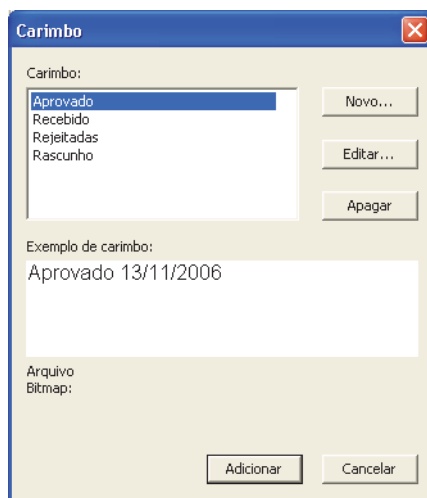 Carimbo
Carimbo:
Aprovado
Recebido
Rejeitadas
Rascunho
Novo...
Editar...
Apagar
Exemplo de carimbo:
Aprovado 13/11/2006
Arquivo
Bitmap:
Adicionar
Cancelar